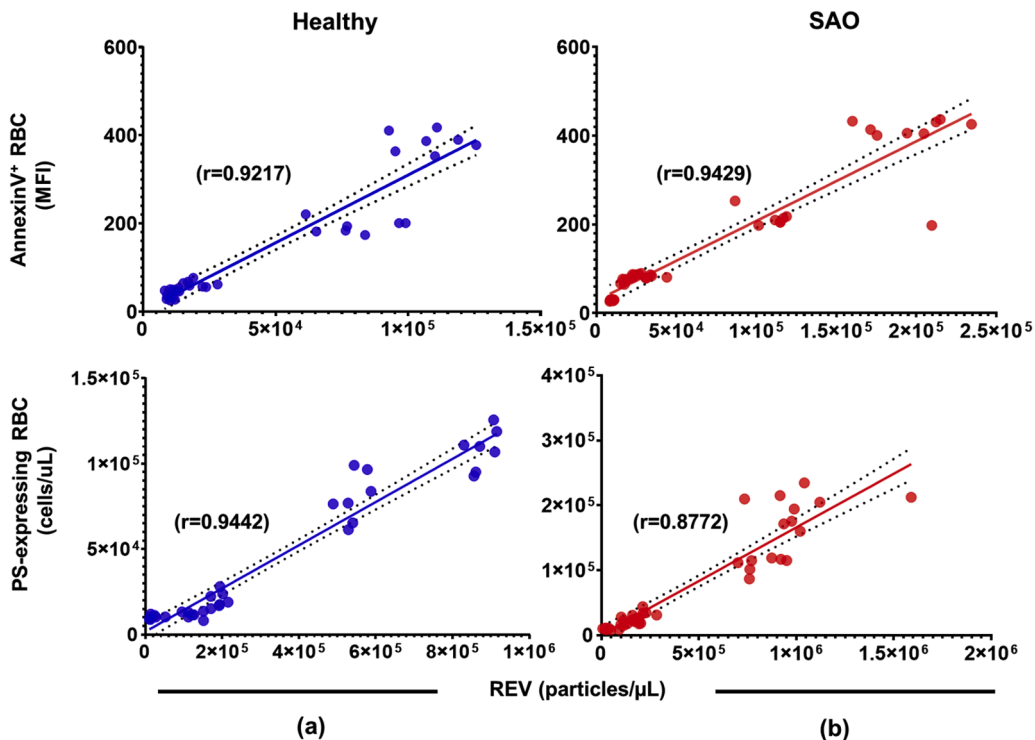 Healthy
SAO
AnnexinV⁺ RBC
(MFI)
600
400
200
0
(r=0.9217)
0
5×10⁴
1×10⁵
1.5×10⁵
600
400
200
0
(r=0.9429)
0
5.0×10⁴
1.0×10⁵
1.5×10⁵
2.0×10⁵
2.5×10⁵
PS-expressing RBC
(cells/uL)
1.5×10⁵
1×10⁵
5×10⁴
0
(r=0.9442)
0
2×10⁵
4×10⁵
6×10⁵
8×10⁵
1×10⁶
4×10⁵
3×10⁵
2×10⁵
1×10⁵
0
(r=0.8772)
0
5×10⁵
1×10⁶
2×10⁶
2×10⁶
REV (particles/μL)
(a)
(b)